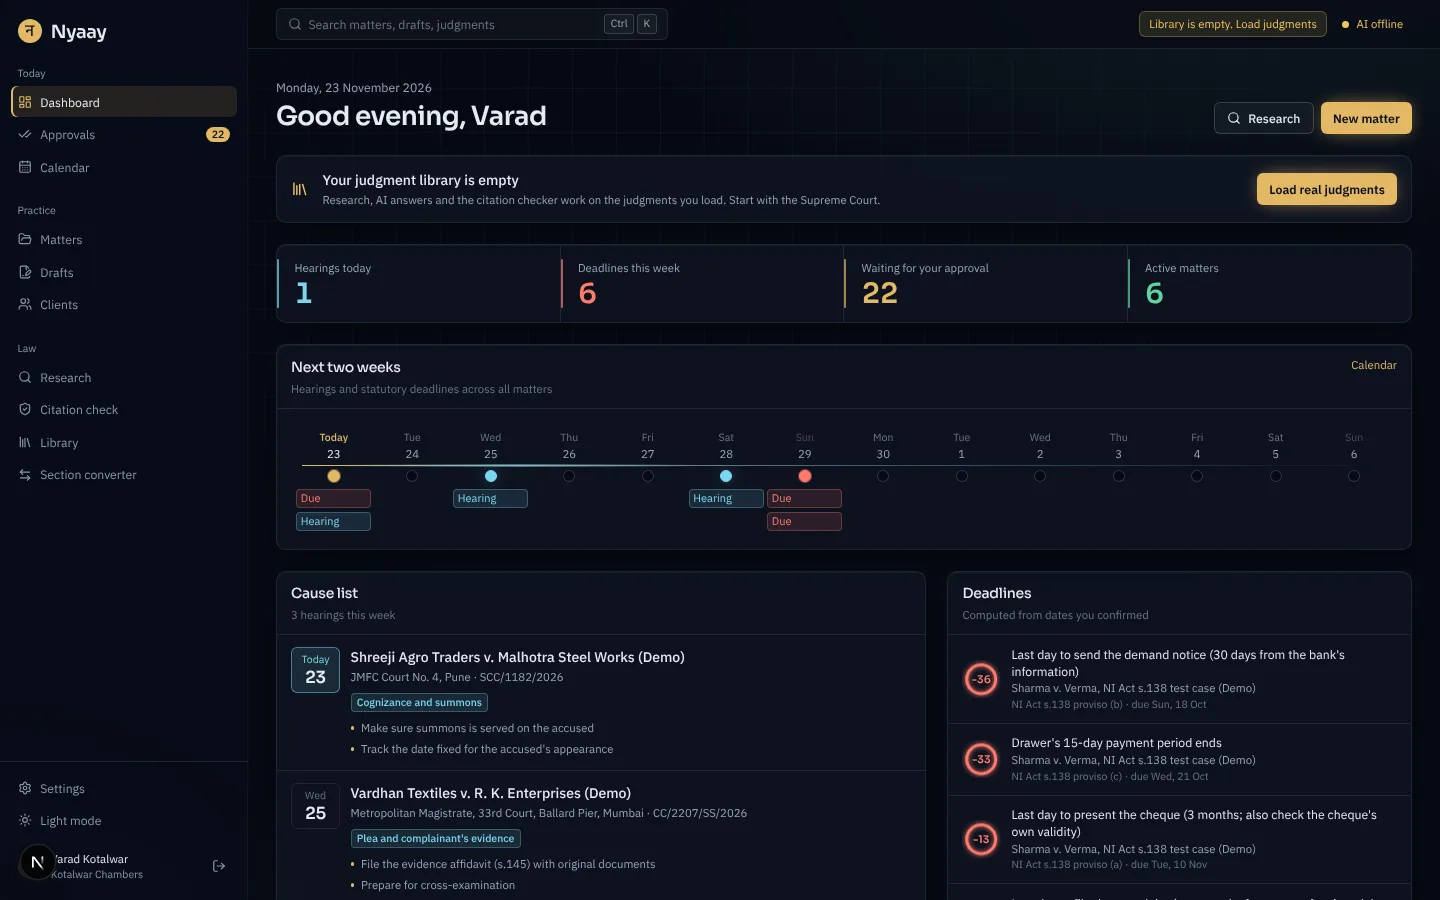 न Nyaay
Search matters, drafts, judgments
Ctrl K
Library is empty. Load judgments
AI offline
Today
Dashboard
Approvals 22
Calendar
Practice
Matters
Drafts
Clients
Law
Research
Citation check
Library
Section converter
Settings
Light mode
N
Varad Kotalwar
Kotalwar Chambers
Monday, 23 November 2026
Good evening, Varad
Research
New matter
Your judgment library is empty
Research, AI answers and the citation checker work on the judgments you load. Start with the Supreme Court.
Load real judgments
Hearings today
1
Deadlines this week
6
Waiting for your approval
22
Active matters
6
Next two weeks
Calendar
Hearings and statutory deadlines across all matters
Today Tue Wed Thu Fri Sat Sun Mon Tue Wed Thu Fri Sat Sun
23 24 25 26 27 28 29 30 1 2 3 4 5 6
Due Hearing Hearing Due
Hearing Due
Cause list
3 hearings this week
Today
23
Shreeji Agro Traders v. Malhotra Steel Works (Demo)
JMFC Court No. 4, Pune · SCC/1182/2026
Cognizance and summons
• Make sure summons is served on the accused
• Track the date fixed for the accused's appearance
Wed
25
Vardhan Textiles v. R. K. Enterprises (Demo)
Metropolitan Magistrate, 33rd Court, Ballard Pier, Mumbai · CC/2207/SS/2026
Plea and complainant's evidence
• File the evidence affidavit (s.145) with original documents
• Prepare for cross-examination
Deadlines
Computed from dates you confirmed
-36
Last day to send the demand notice (30 days from the bank's
information)
Sharma v. Verma, NI Act s.138 test case (Demo)
NI Act s.138 proviso (b) · due Sun, 18 Oct
-33
Drawer's 15-day payment period ends
Sharma v. Verma, NI Act s.138 test case (Demo)
NI Act s.138 proviso (c) · due Wed, 21 Oct
-13
Last day to present the cheque (3 months; also check the cheque's
own validity)
Sharma v. Verma, NI Act s.138 test case (Demo)
NI Act s.138 proviso (a) · due Tue, 10 Nov